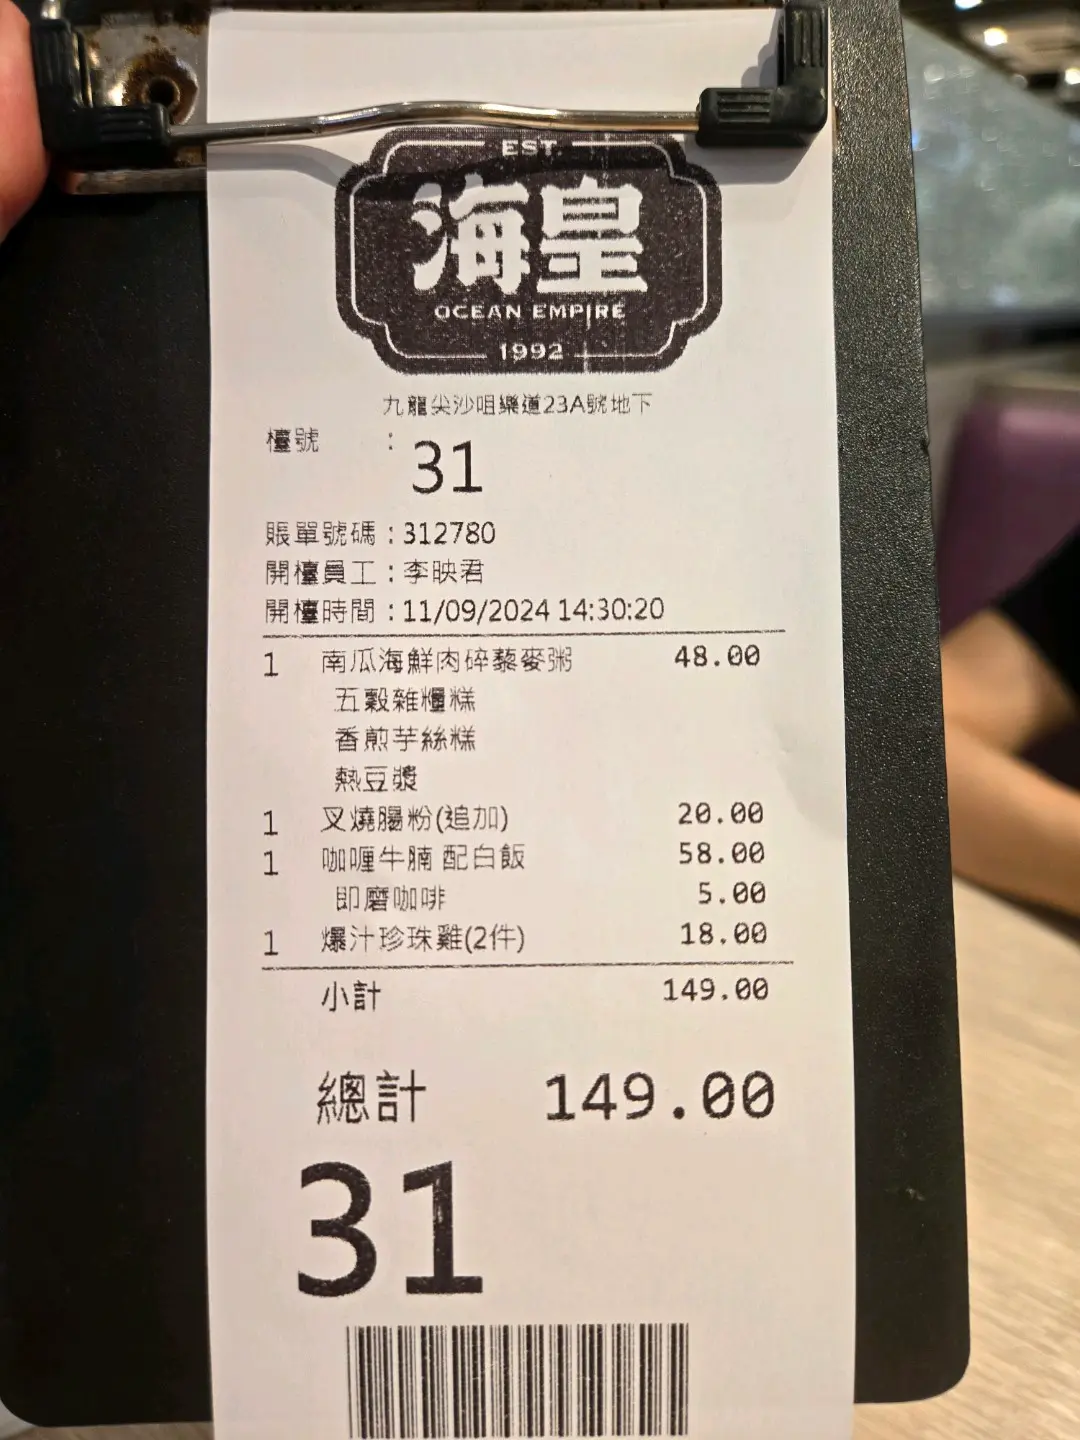 EST.
海皇
OCEAN EMPIRE
1992
九龍尖沙咀樂道23A號地下
檯號 : 31
賬單號碼 : 312780
開檯員工 : 李映君
開檯時間 : 11/09/2024 14:30:20
1 南瓜海鮮肉碎藜麥粥 48.00
五穀雜糧糕
香煎芋絲糕
熱豆漿
1 叉燒腸粉(追加) 20.00
1 咖喱牛腩 配白飯 58.00
即磨咖啡 5.00
1 爆汁珍珠雞(2件) 18.00
小計 149.00
總計 149.00
31